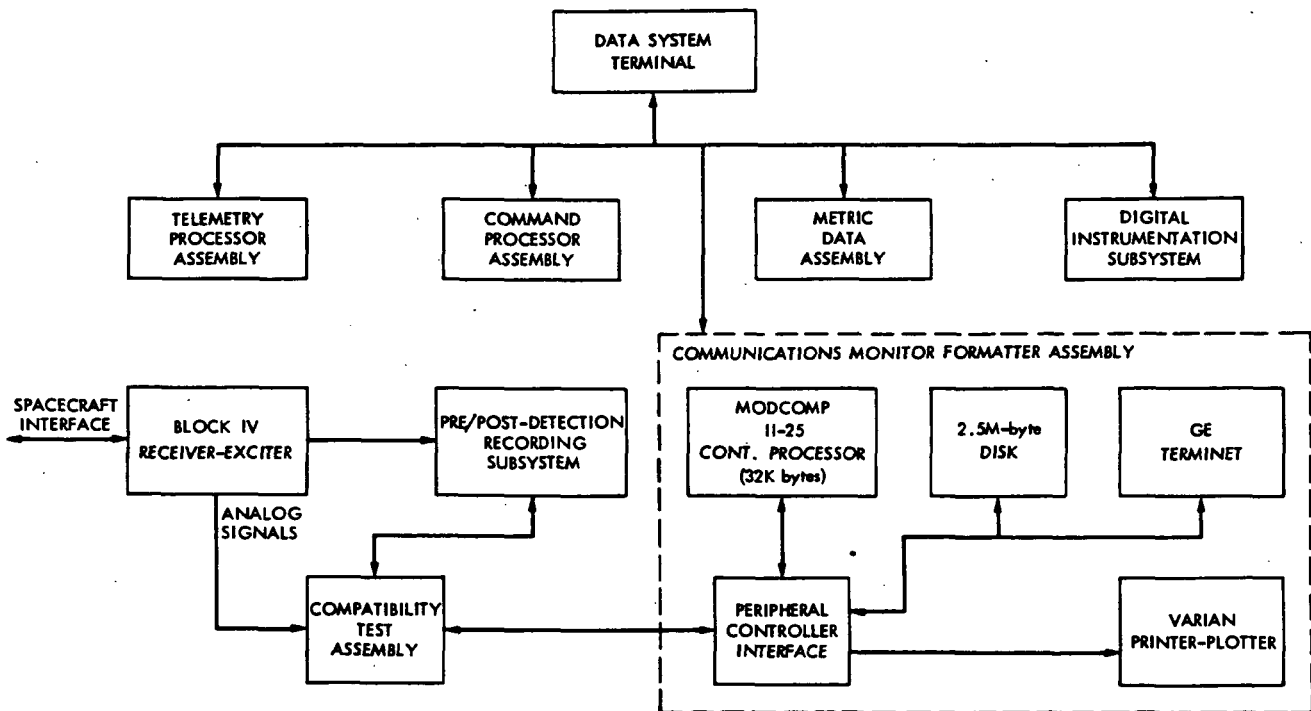 DATA SYSTEM
TERMINAL
TELEMETRY
PROCESSOR
ASSEMBLY
COMMAND
PROCESSOR
ASSEMBLY
METRIC
DATA
ASSEMBLY
DIGITAL
INSTRUMENTATION
SUBSYSTEM
COMMUNICATIONS MONITOR FORMATTER ASSEMBLY
SPACECRAFT
INTERFACE
BLOCK IV
RECEIVER-EXCITER
PRE/POST-DETECTION
RECORDING
SUBSYSTEM
MODCOMP
II-25
CONT. PROCESSOR
(32K bytes)
2.5M-byte
DISK
GE
TERMINET
ANALOG
SIGNALS
COMPATIBILITY
TEST
ASSEMBLY
PERIPHERAL
CONTROLLER
INTERFACE
VARIAN
PRINTER-PLOTTER